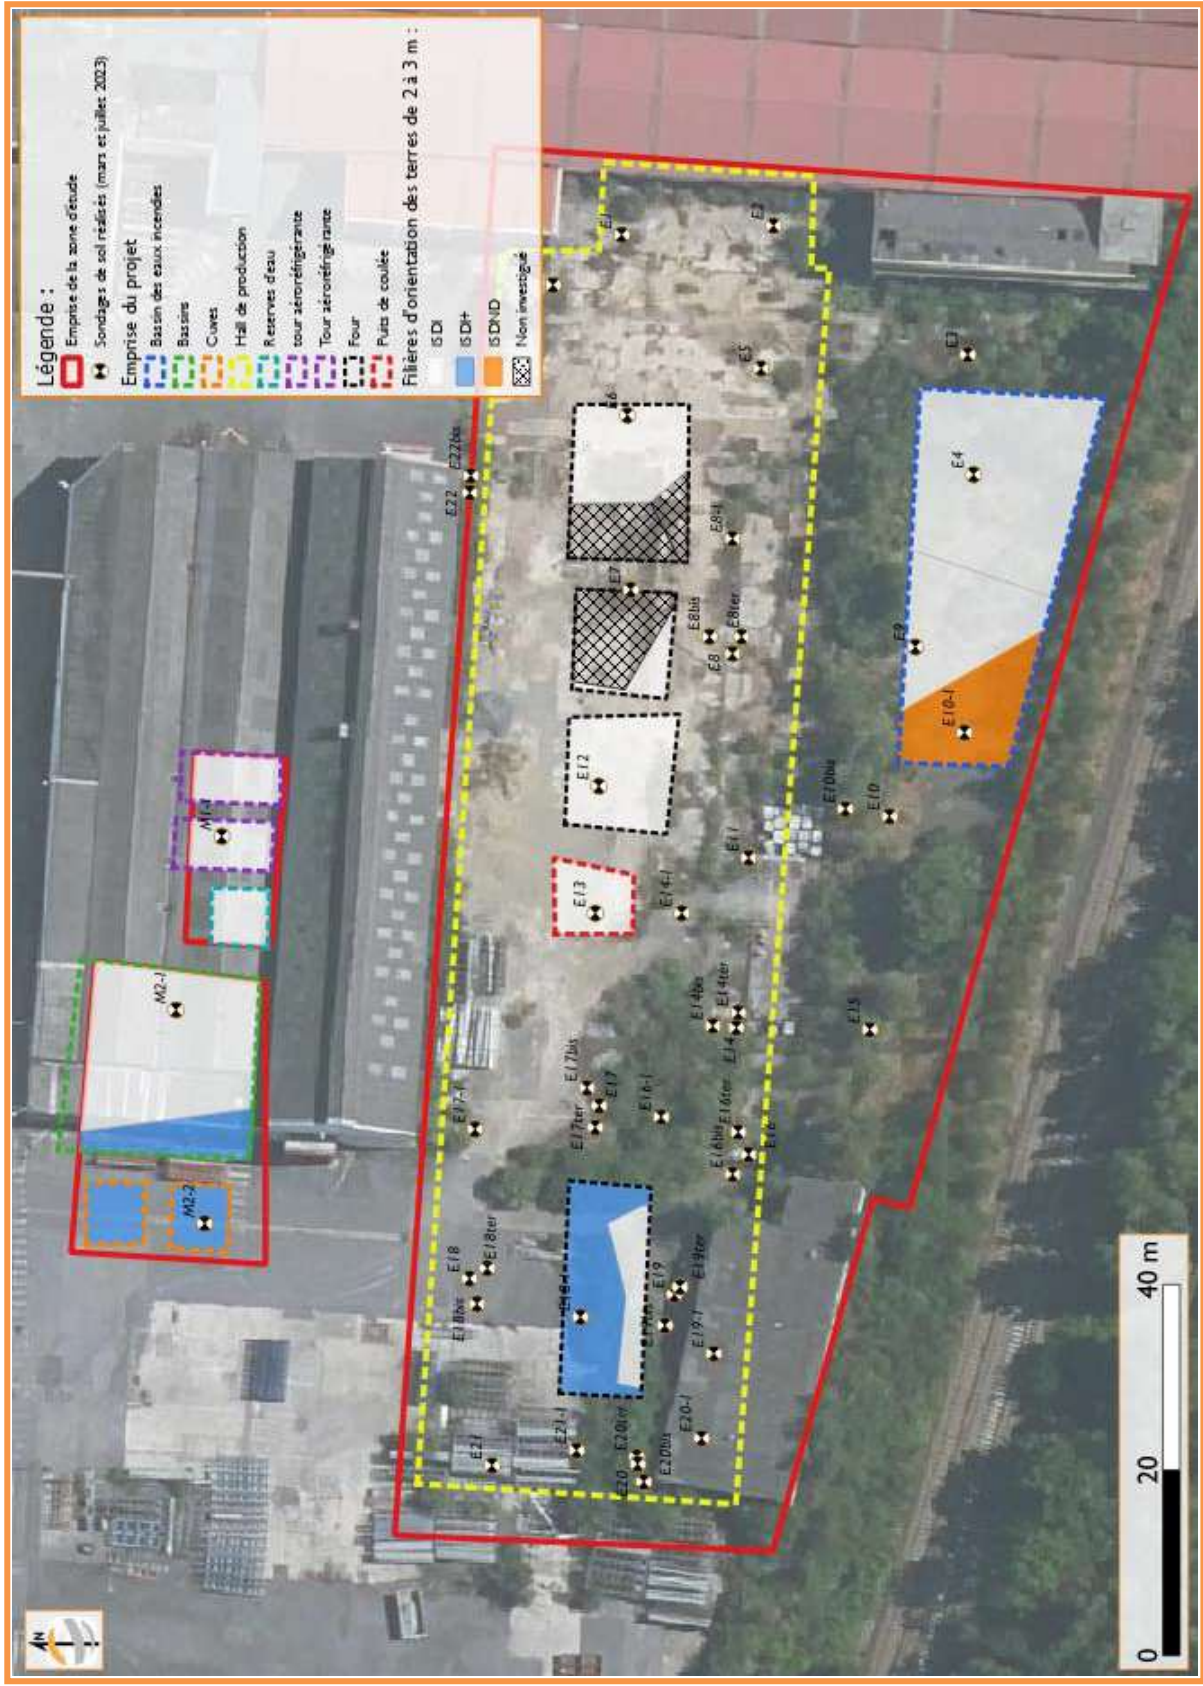 Légende :
Emprise de la zone d'étude
Sondages de sol réalisés (mars et juillet 2023)
Emprise du projet
Bassin des eaux incendies
Bassins
Cuves
Hall de production
Reserves d'eau
tour aéroréfrigérante
Tour aéroréfrigérante
Four
Puits de coulée
Filières d'orientation des terres de 2 à 3 m :
ISDI
ISDI+
ISDND
Non investigué
N
M2-2
M2-1
M1-1
E22
E22bis
E1
E2
E3
E4
E5
E6
E7
E8-1
E8bis
E8ter
E8
E9
E10-1
E10bis
E10
E11
E12
E13
E14-1
E14bis
E14ter
E14
E15
E17bis
E17
E17ter
E17-1
E16-1
E16ter
E16bis
E16
E18
E18ter
E18bis
E19
E19ter
E19-1
E20-1
E20ter
E20bis
E20
E21-1
E21
0
20
40 m